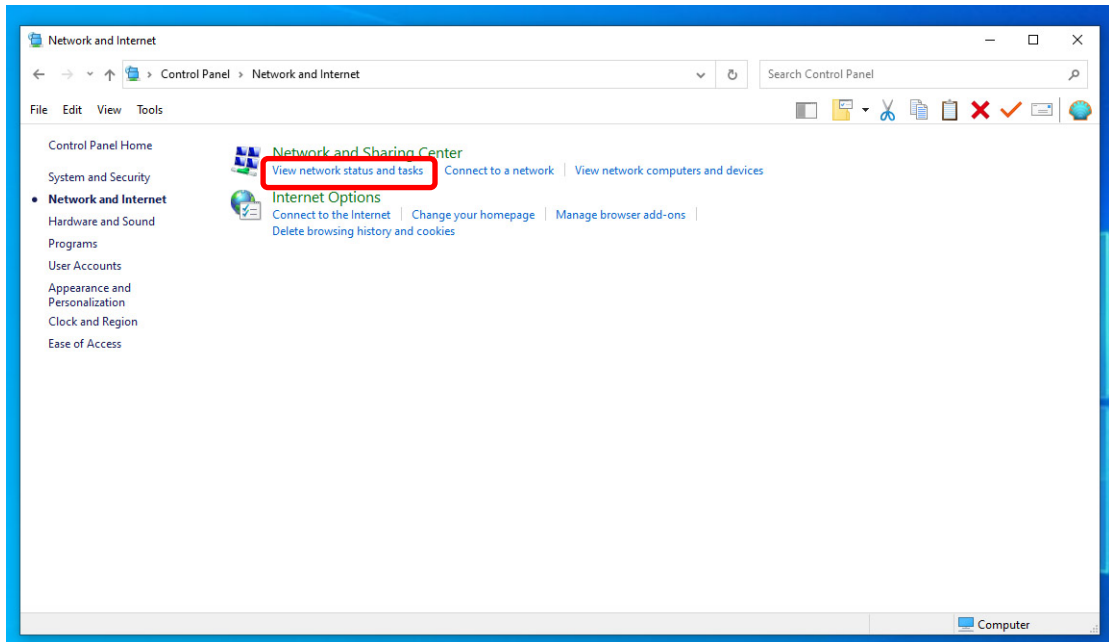 Network and Internet
Control Panel > Network and Internet
Search Control Panel
File Edit View Tools
Control Panel Home
System and Security
Network and Internet
Hardware and Sound
Programs
User Accounts
Appearance and
Personalization
Clock and Region
Ease of Access
Network and Sharing Center
View network status and tasks Connect to a network View network computers and devices
Internet Options
Connect to the Internet Change your homepage Manage browser add-ons
Delete browsing history and cookies
Computer